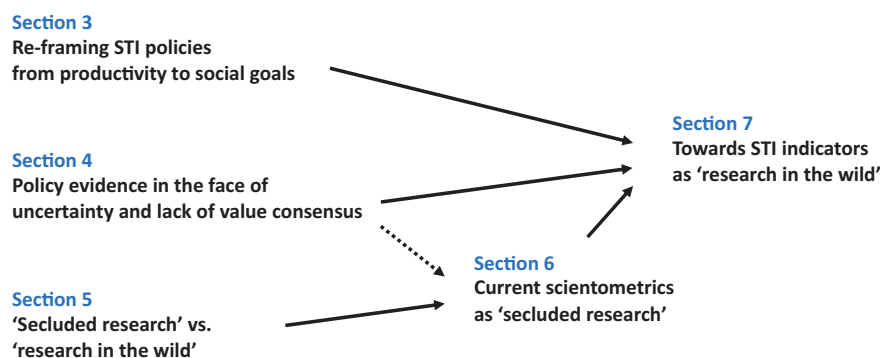 Section 3
Re-framing STI policies
from productivity to social goals
Section 4
Policy evidence in the face of
uncertainty and lack of value consensus
Section 5
‘Secluded research’ vs.
‘research in the wild’
Section 6
Current scientometrics
as ‘secluded research’
Section 7
Towards STI indicators
as ‘research in the wild’